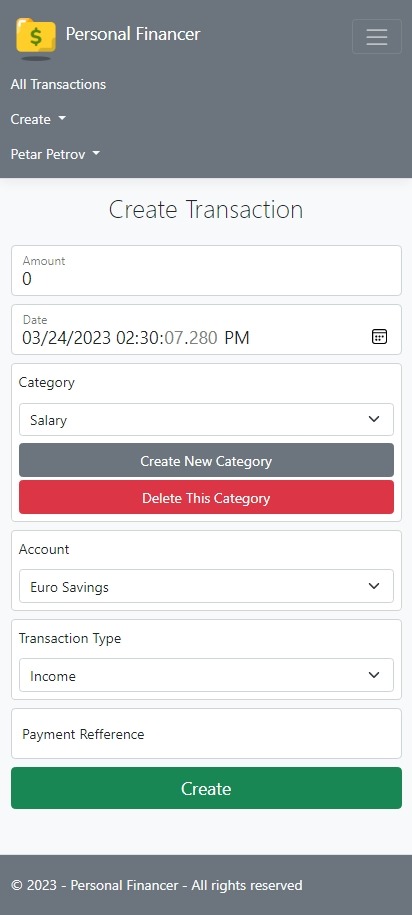 Personal Financer
All Transactions
Create
Petar Petrov
Create Transaction
Amount
0
Date
03/24/2023 02:30:07.280 PM
Category
Salary
Create New Category
Delete This Category
Account
Euro Savings
Transaction Type
Income
Payment Refference
Create
© 2023 - Personal Financer - All rights reserved